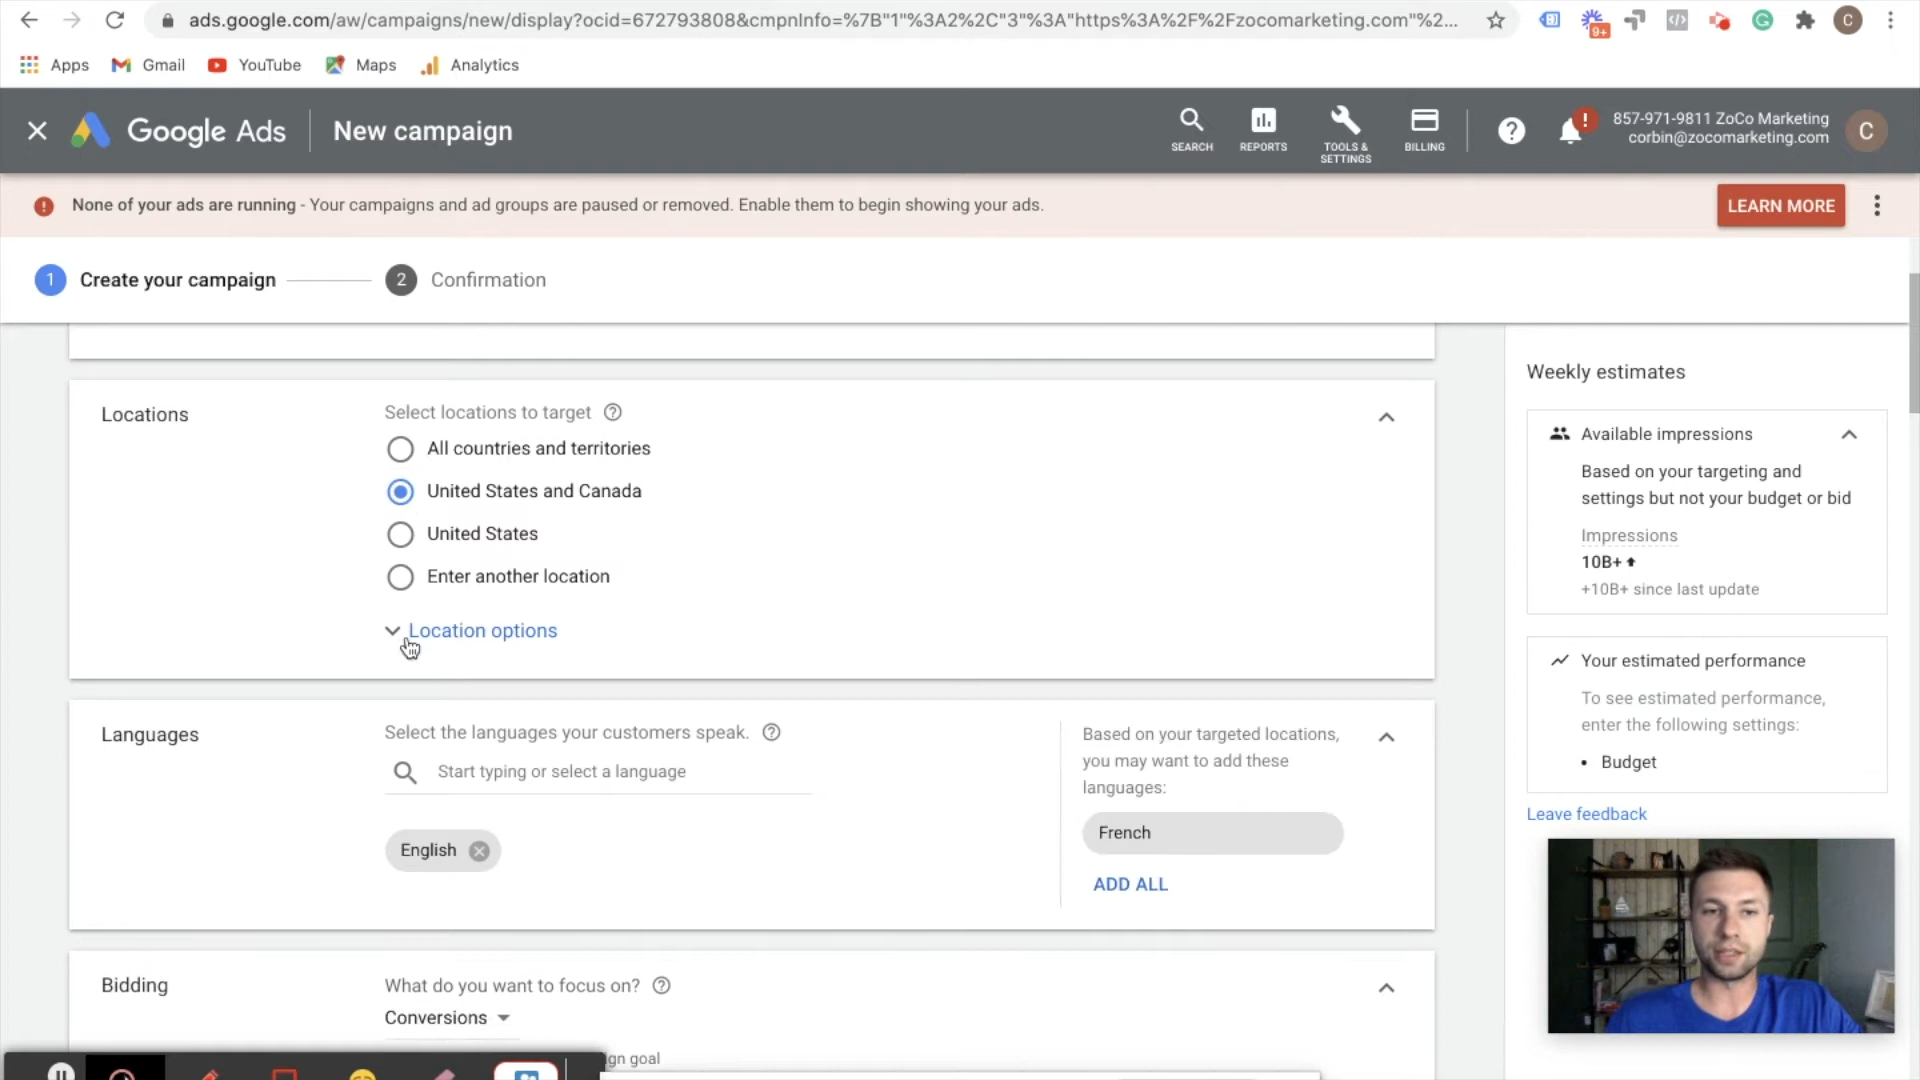 ads.google.com/aw/campaigns/new/display?ocid=672793808&cmpnInfo=%7B"1"%3A2%2C"3"%3A"https%3A%2F%2Fzocomarketing.com"%2...
9+
C
Apps
Gmail
YouTube
Maps
Analytics
Google Ads
New campaign
SEARCH
REPORTS
TOOLS &
SETTINGS
BILLING
857-971-9811 ZoCo Marketing
corbin@zocomarketing.com
C
None of your ads are running - Your campaigns and ad groups are paused or removed. Enable them to begin showing your ads.
LEARN MORE
1 Create your campaign
2 Confirmation
Locations
Select locations to target
All countries and territories
United States and Canada
United States
Enter another location
Location options
Languages
Select the languages your customers speak.
Start typing or select a language
English
Based on your targeted locations,
you may want to add these
languages:
French
ADD ALL
Bidding
What do you want to focus on?
Conversions
gn goal
Weekly estimates
Available impressions
Based on your targeting and
settings but not your budget or bid
Impressions
10B+
+10B+ since last update
Your estimated performance
To see estimated performance,
enter the following settings:
• Budget
Leave feedback